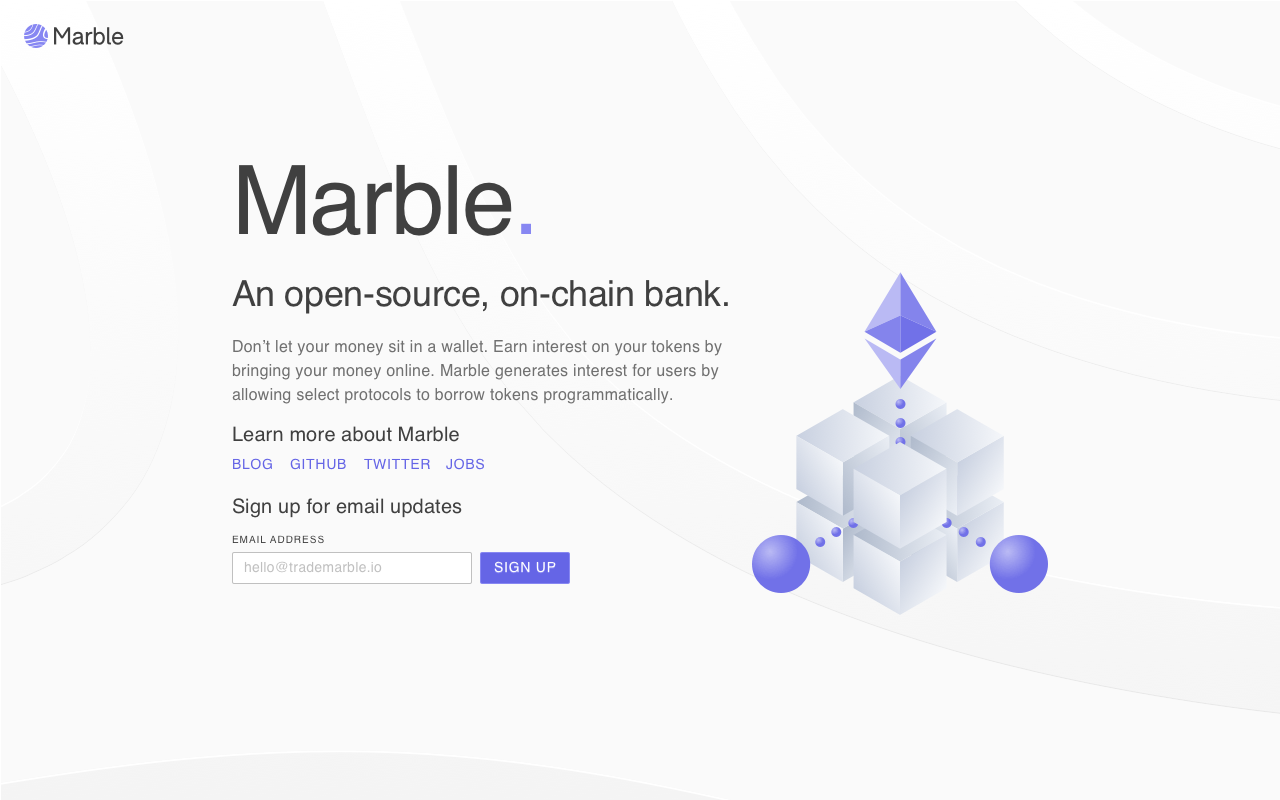 Marble
Marble.
An open-source, on-chain bank.
Don’t let your money sit in a wallet. Earn interest on your tokens by
bringing your money online. Marble generates interest for users by
allowing select protocols to borrow tokens programmatically.
Learn more about Marble
BLOG GITHUB TWITTER JOBS
Sign up for email updates
EMAIL ADDRESS
hello@trademarble.io SIGN UP